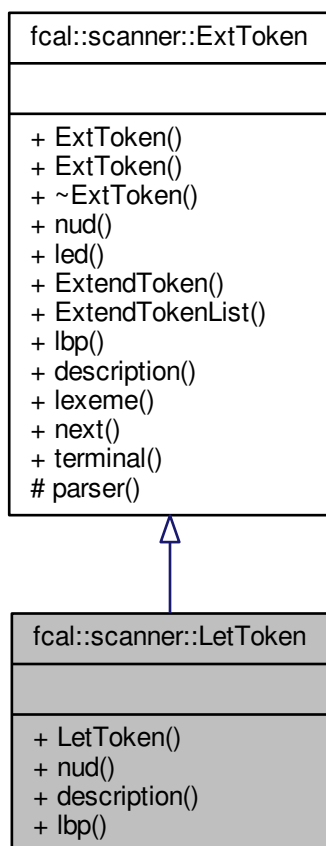 fcal::scanner::ExtToken
+ ExtToken()
+ ExtToken()
+ ~ExtToken()
+ nud()
+ led()
+ ExtendToken()
+ ExtendTokenList()
+ lbp()
+ description()
+ lexeme()
+ next()
+ terminal()
# parser()
fcal::scanner::LetToken
+ LetToken()
+ nud()
+ description()
+ lbp()